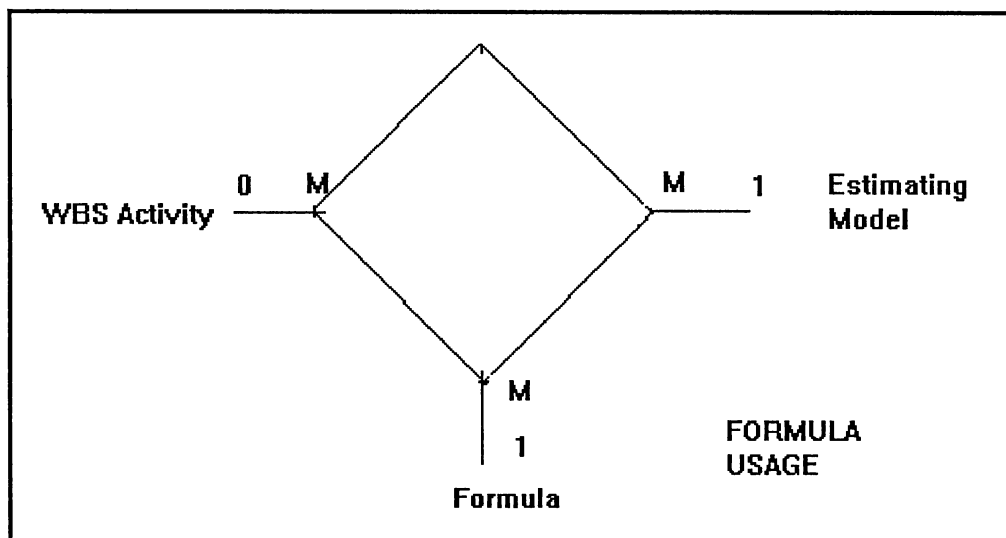 0 M M 1 Estimating
WBS Activity Model
M
1 FORMULA
USAGE
Formula